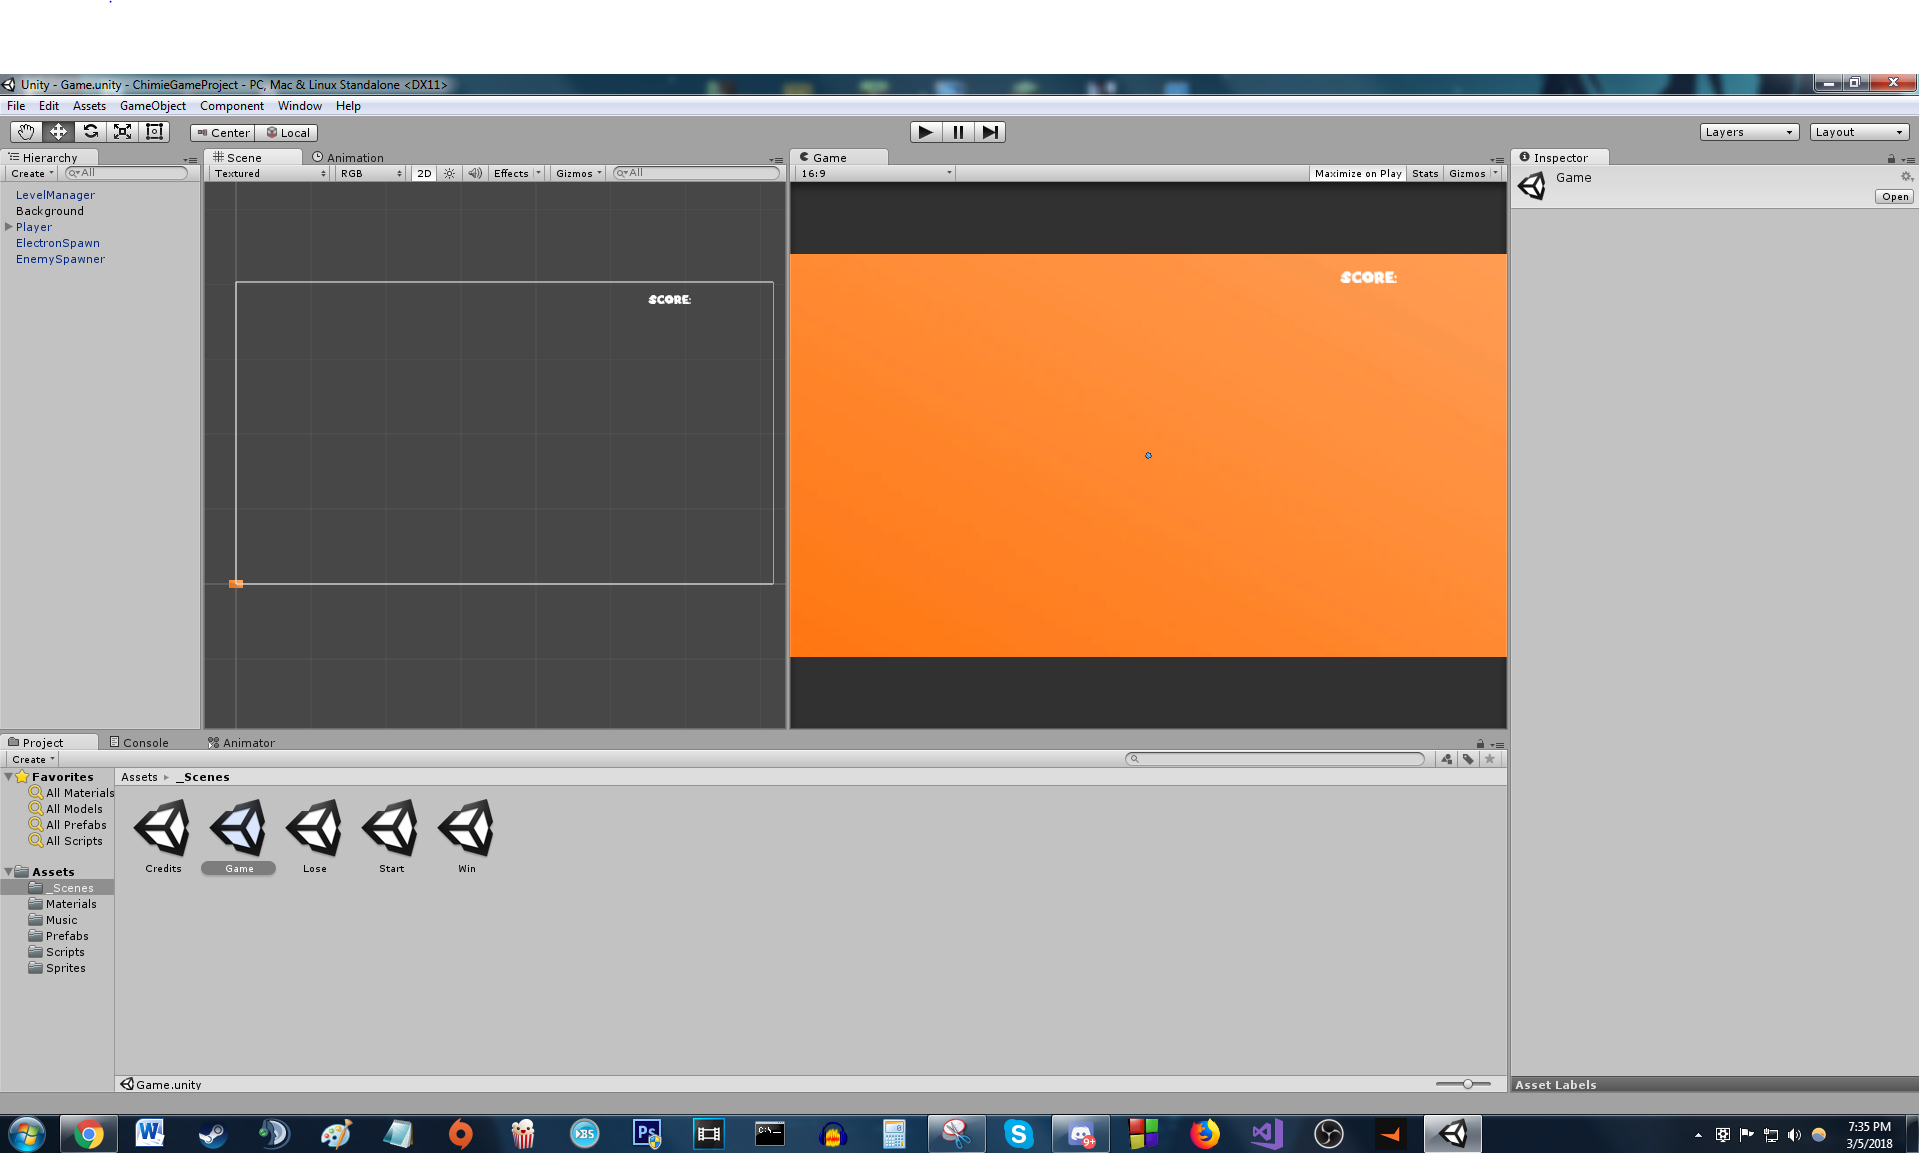 Unity - Game.unity - ChimieGameProject - PC, Mac & Linux Standalone <DX11>
File Edit Assets GameObject Component Window Help
Center Local
Layers Layout
Hierarchy
Create All
LevelManager
Background
Player
ElectronSpawn
EnemySpawner
Scene Animation
Textured RGB 2D Effects Gizmos All
SCORE:
Game
16:9 Maximize on Play Stats Gizmos
SCORE:
Inspector
Game
Open
Project Console Animator
Create
Favorites
All Materials
All Models
All Prefabs
All Scripts
Assets
_Scenes
Materials
Music
Prefabs
Scripts
Sprites
Assets _Scenes
Credits Game Lose Start Win
Game.unity
Asset Labels
W
BS
Ps
C:\
S
9+
7:35 PM
3/5/2018